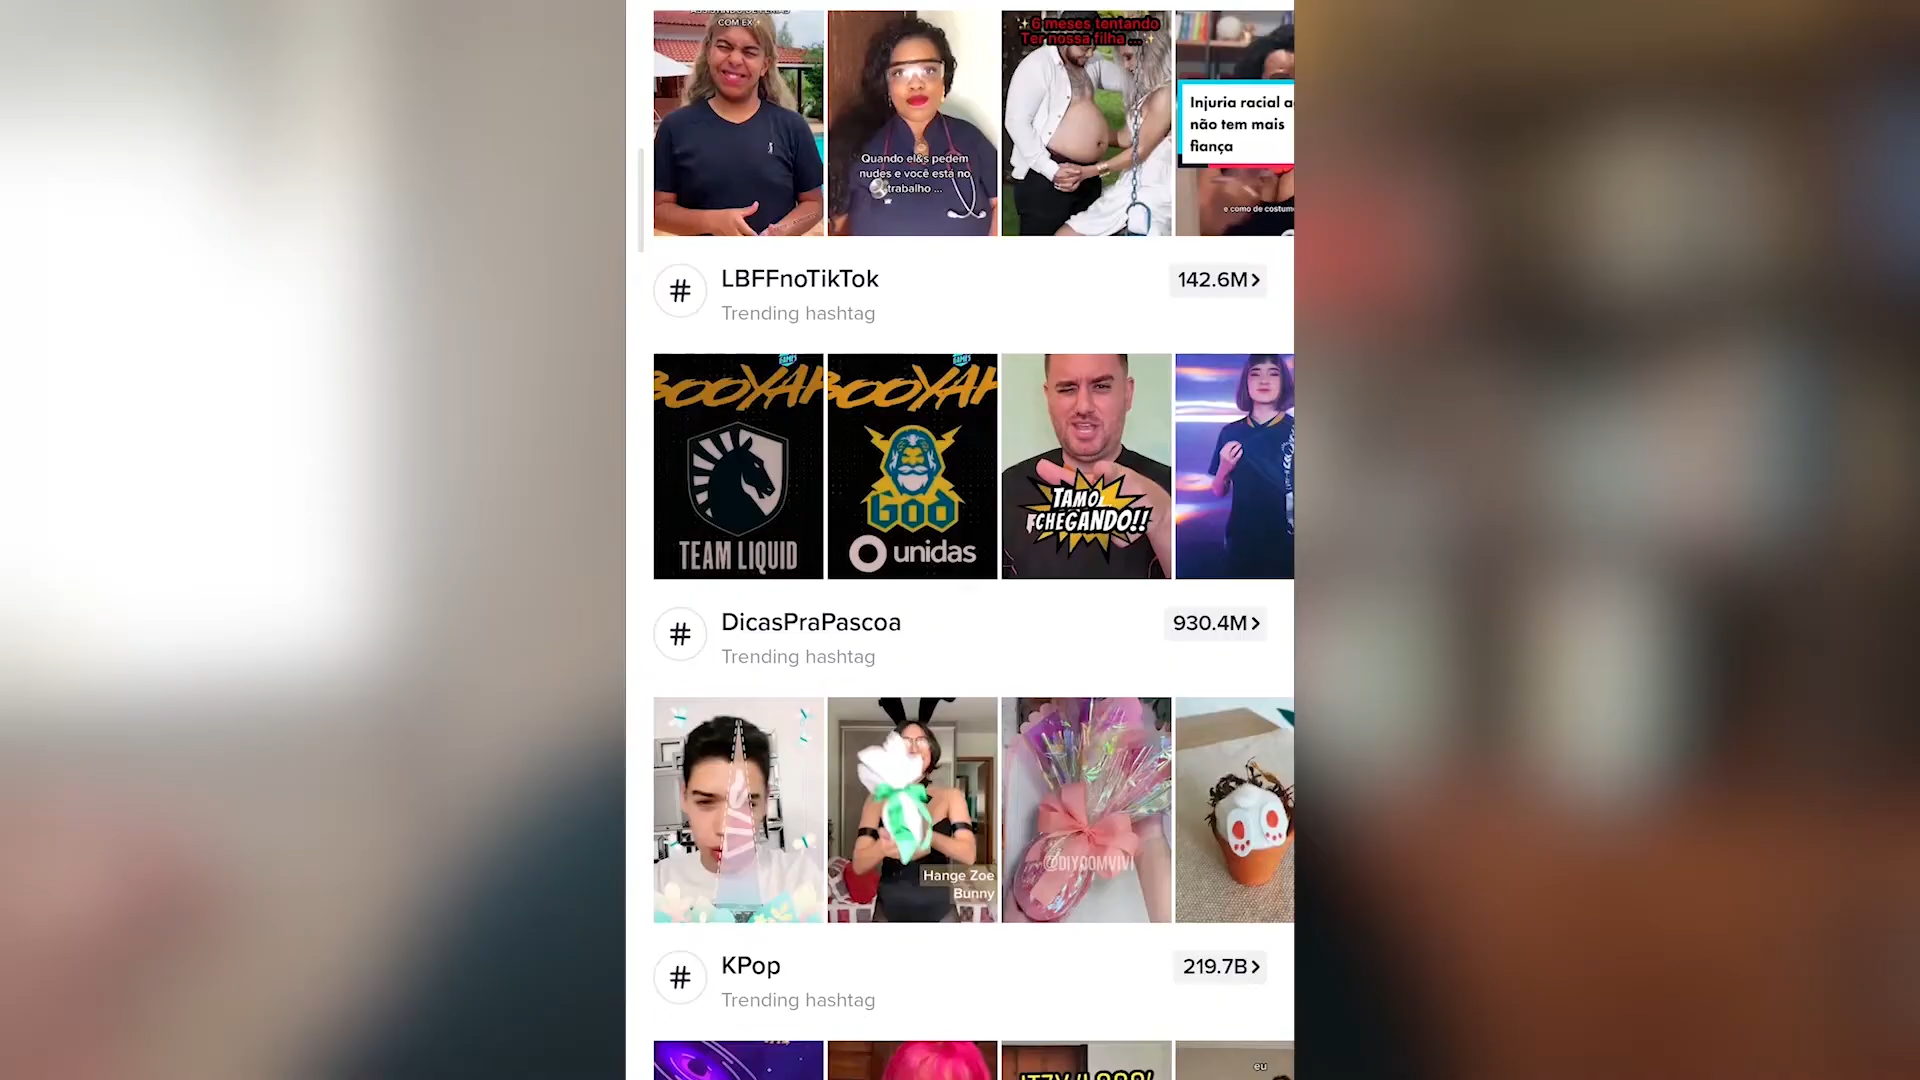 COM EX
Quando el&s pedem
nudes e você está no
trabalho ...
6 meses tentando
Ter nossa filha ...
Injuria racial a
não tem mais
fiança
e como de costum
# LBFFnoTikTok 142.6M >
Trending hashtag
BOOYAH
TEAM LIQUID
BOOYAH
GOD
unidas
TAMO
CHEGANDO!!
# DicasPraPascoa 930.4M >
Trending hashtag
Hange Zoe
Bunny
@DIYCOMVIVI
# KPop 219.7B >
Trending hashtag
eu